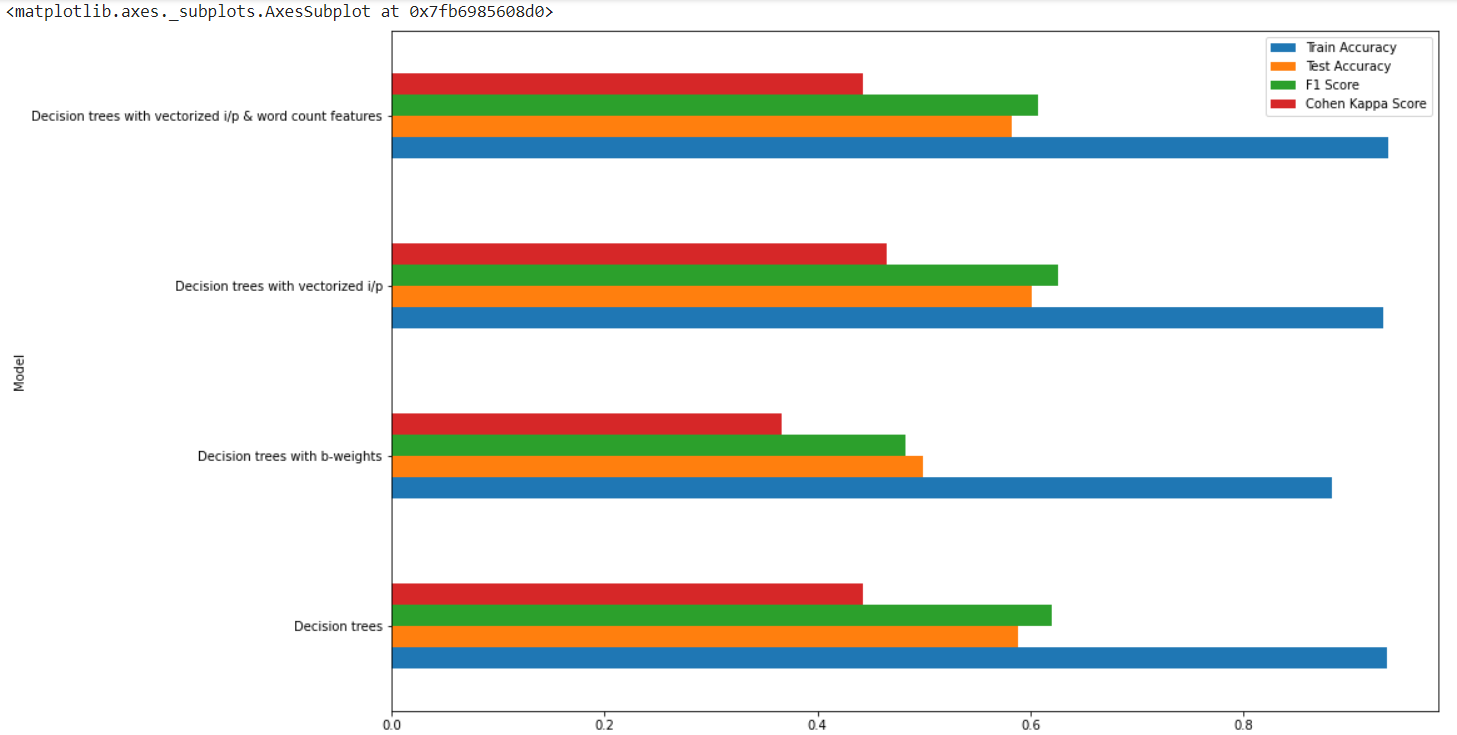 <matplotlib.axes._subplots.AxesSubplot at 0x7fb6985608d0>
Train Accuracy
Test Accuracy
F1 Score
Cohen Kappa Score
Decision trees with vectorized i/p & word count features
Decision trees with vectorized i/p
Model
Decision trees with b-weights
Decision trees
0.0 0.2 0.4 0.6 0.8